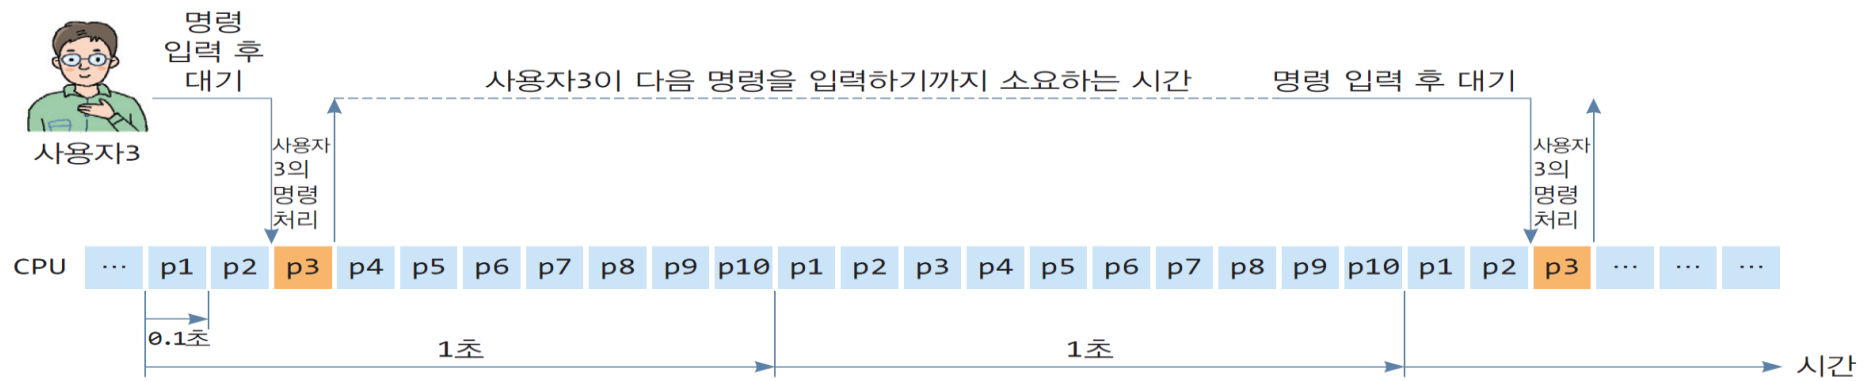 명령
입력 후
대기
사용자3이 다음 명령을 입력하기까지 소요하는 시간
명령 입력 후 대기
사용자3
사용자
3의
명령
처리
사용자
3의
명령
처리
CPU ... p1 p2 p3 p4 p5 p6 p7 p8 p9 p10 p1 p2 p3 p4 p5 p6 p7 p8 p9 p10 p1 p2 p3 ... ... ...
0.1초
1초
1초
시간